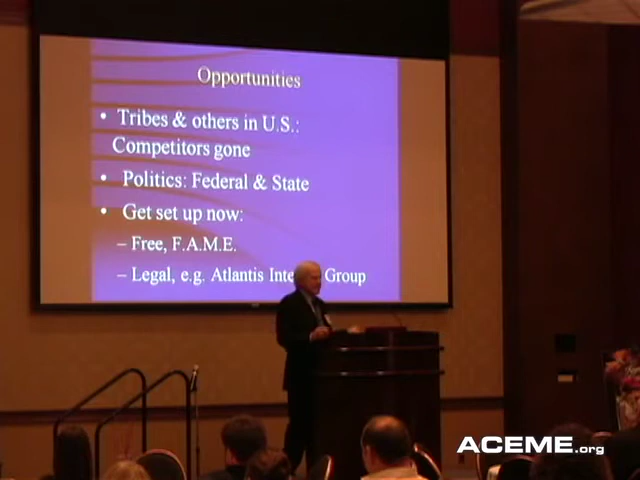 Opportunities
• Tribes & others in U.S.:
Competitors gone
• Politics: Federal & State
• Get set up now:
– Free, F.A.M.E.
– Legal, e.g. Atlantis Group
ACEME.org